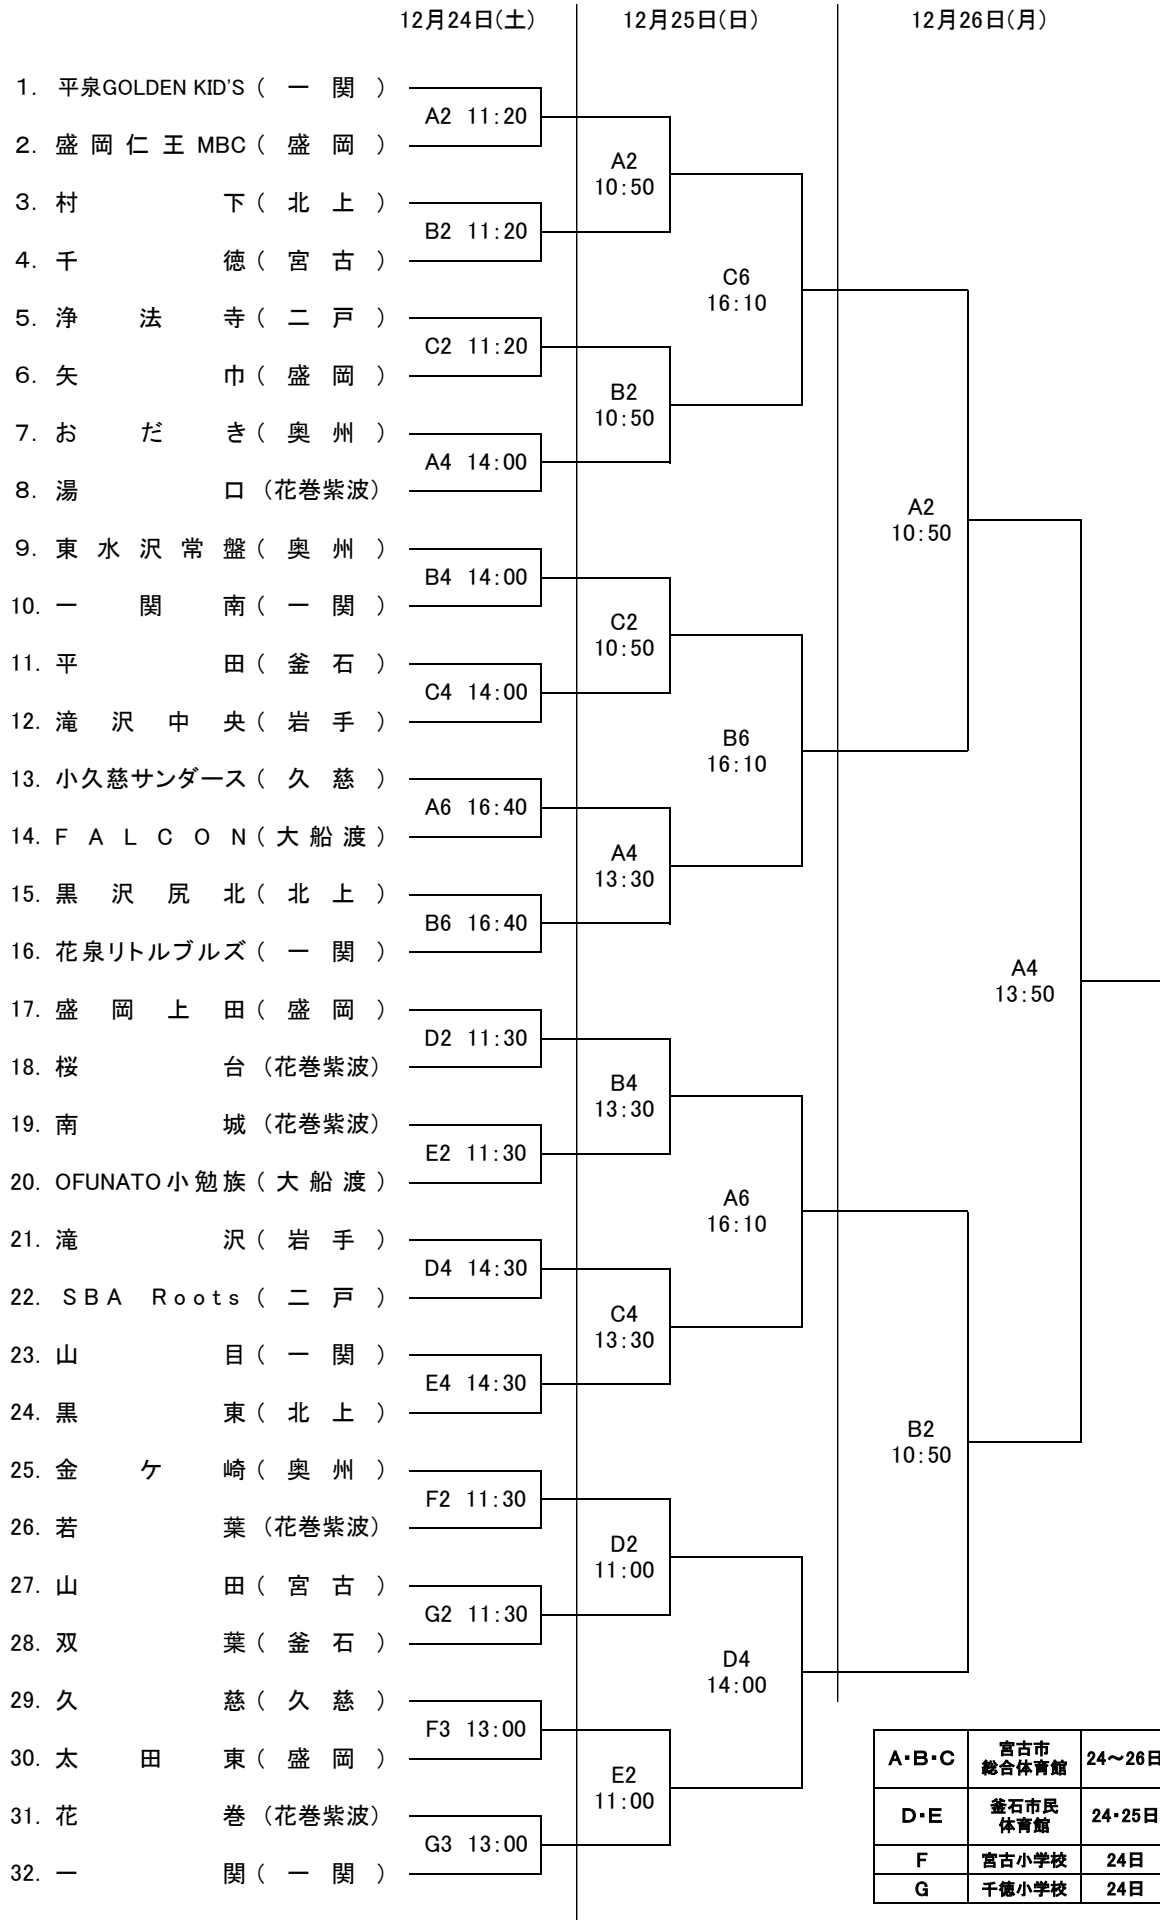 12月24日(土) 12月25日(日) 12月26日(月)
1. 平泉GOLDEN KID'S ( 一 関 )
A2 11:20
2. 盛 岡 仁 王 MBC ( 盛 岡 )
A2
10:50
3. 村 下 ( 北 上 )
B2 11:20
4. 千 徳 ( 宮 古 )
C6
16:10
5. 浄 法 寺 ( 二 戸 )
C2 11:20
6. 矢 巾 ( 盛 岡 )
B2
10:50
7. お だ き ( 奥 州 )
A4 14:00
8. 湯 口 (花巻紫波)
A2
10:50
9. 東 水 沢 常 盤 ( 奥 州 )
B4 14:00
10. 一 関 南 ( 一 関 )
C2
10:50
11. 平 田 ( 釜 石 )
C4 14:00
12. 滝 沢 中 央 ( 岩 手 )
B6
16:10
13. 小久慈サンダース ( 久 慈 )
A6 16:40
14. F A L C O N ( 大 船 渡 )
A4
13:30
15. 黒 沢 尻 北 ( 北 上 )
B6 16:40
16. 花泉リトルブルズ ( 一 関 )
A4
13:50
17. 盛 岡 上 田 ( 盛 岡 )
D2 11:30
18. 桜 台 (花巻紫波)
B4
13:30
19. 南 城 (花巻紫波)
E2 11:30
20. OFUNATO小勉族 ( 大 船 渡 )
A6
16:10
21. 滝 沢 ( 岩 手 )
D4 14:30
22. SBA Roots ( 二 戸 )
C4
13:30
23. 山 目 ( 一 関 )
E4 14:30
24. 黒 東 ( 北 上 )
B2
10:50
25. 金 ケ 崎 ( 奥 州 )
F2 11:30
26. 若 葉 (花巻紫波)
D2
11:00
27. 山 田 ( 宮 古 )
G2 11:30
28. 双 葉 ( 釜 石 )
D4
14:00
29. 久 慈 ( 久 慈 )
F3 13:00
30. 太 田 東 ( 盛 岡 )
E2
11:00
31. 花 巻 (花巻紫波)
G3 13:00
32. 一 関 ( 一 関 )
A・B・C 宮古市 総合体育館 24～26日
D・E 釜石市民 体育館 24・25日
F 宮古小学校 24日
G 千徳小学校 24日